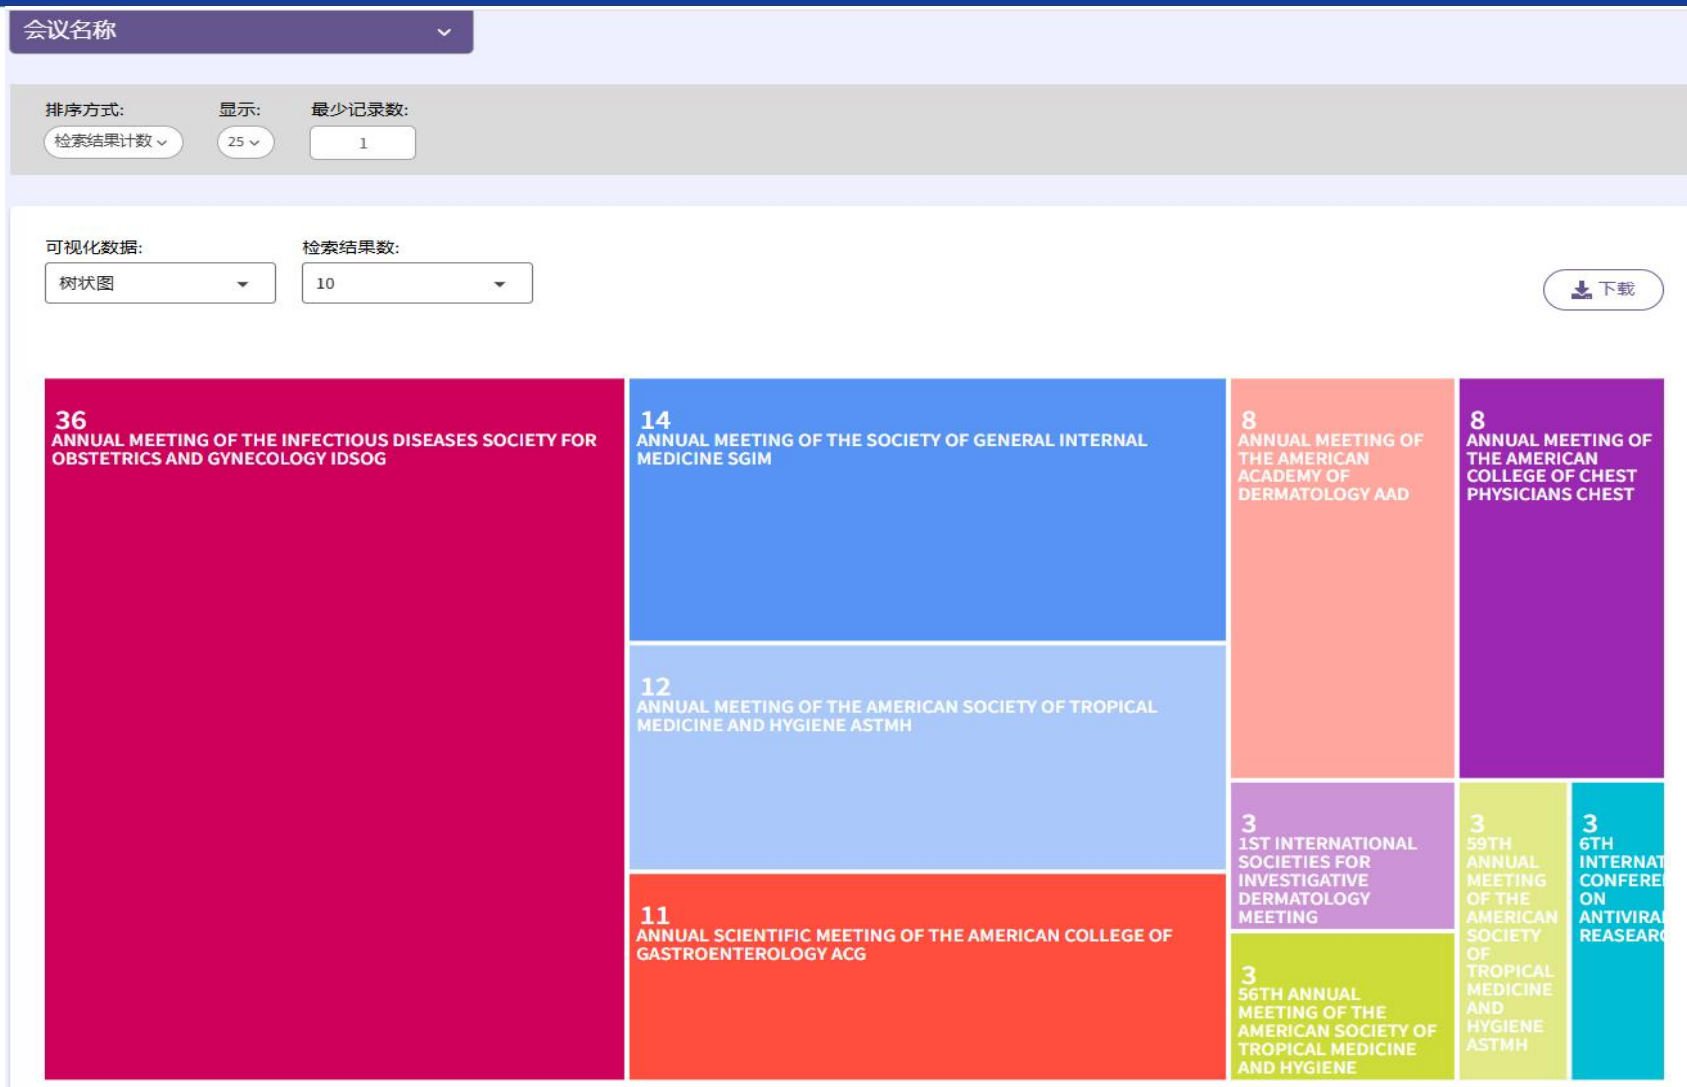 会议名称
排序方式:
显示:
最少记录数:
检索结果计数
25
1
可视化数据:
检索结果数:
树状图
10
下载
36
ANNUAL MEETING OF THE INFECTIOUS DISEASES SOCIETY FOR
OBSTETRICS AND GYNECOLOGY IDSOG
14
ANNUAL MEETING OF THE SOCIETY OF GENERAL INTERNAL
MEDICINE SGIM
12
ANNUAL MEETING OF THE AMERICAN SOCIETY OF TROPICAL
MEDICINE AND HYGIENE ASTMH
11
ANNUAL SCIENTIFIC MEETING OF THE AMERICAN COLLEGE OF
GASTROENTEROLOGY ACG
8
ANNUAL MEETING OF
THE AMERICAN
ACADEMY OF
DERMATOLOGY AAD
8
ANNUAL MEETING OF
THE AMERICAN
COLLEGE OF CHEST
PHYSICIANS CHEST
3
1ST INTERNATIONAL
SOCIETIES FOR
INVESTIGATIVE
DERMATOLOGY
MEETING
3
56TH ANNUAL
MEETING OF THE
AMERICAN SOCIETY OF
TROPICAL MEDICINE
AND HYGIENE
3
59TH
ANNUAL
MEETING
OF THE
AMERICAN
SOCIETY
OF
TROPICAL
MEDICINE
AND
HYGIENE
ASTMH
3
6TH
ON